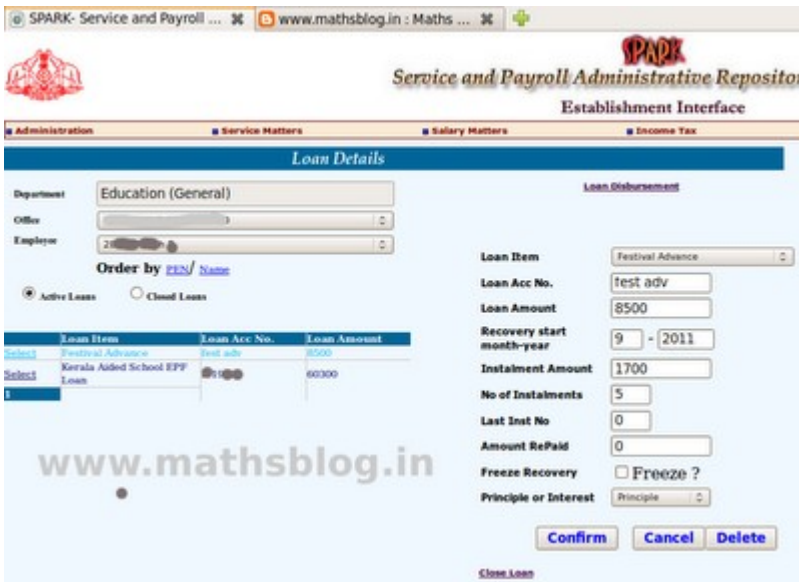 SPARK- Service and Payroll ...
www.mathsblog.in : Maths ...
SPARK
Service and Payroll Administrative Repositor
Establishment Interface
Administration Service Matters Salary Matters Income Tax
Loan Details
Department Education (General)
Office
Employee
Order by PEN/ Name
Active Loans Closed Loans
Loan Item Loan Acc No. Loan Amount
Select Festival Advance fest adv 8500
Select Kerala Aided School EPF Loan 60300
1
Loan Disbursement
Loan Item Festival Advance
Loan Acc No. fest adv
Loan Amount 8500
Recovery start month-year 9 - 2011
Instalment Amount 1700
No of Instalments 5
Last Inst No 0
Amount RePaid 0
Freeze Recovery Freeze ?
Principle or Interest Principle
Confirm Cancel Delete
Close Loan
www.mathsblog.in